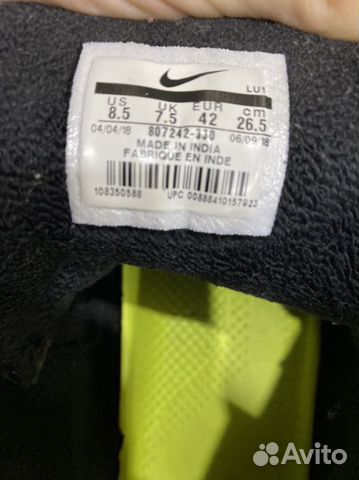 LU1
US UK EUR cm
8.5 7.5 42 26.5
04/04/18 807242-330 06/09/18
MADE IN INDIA
FABRIQUE EN INDE
108350588 UPC 00888410157923
Avito